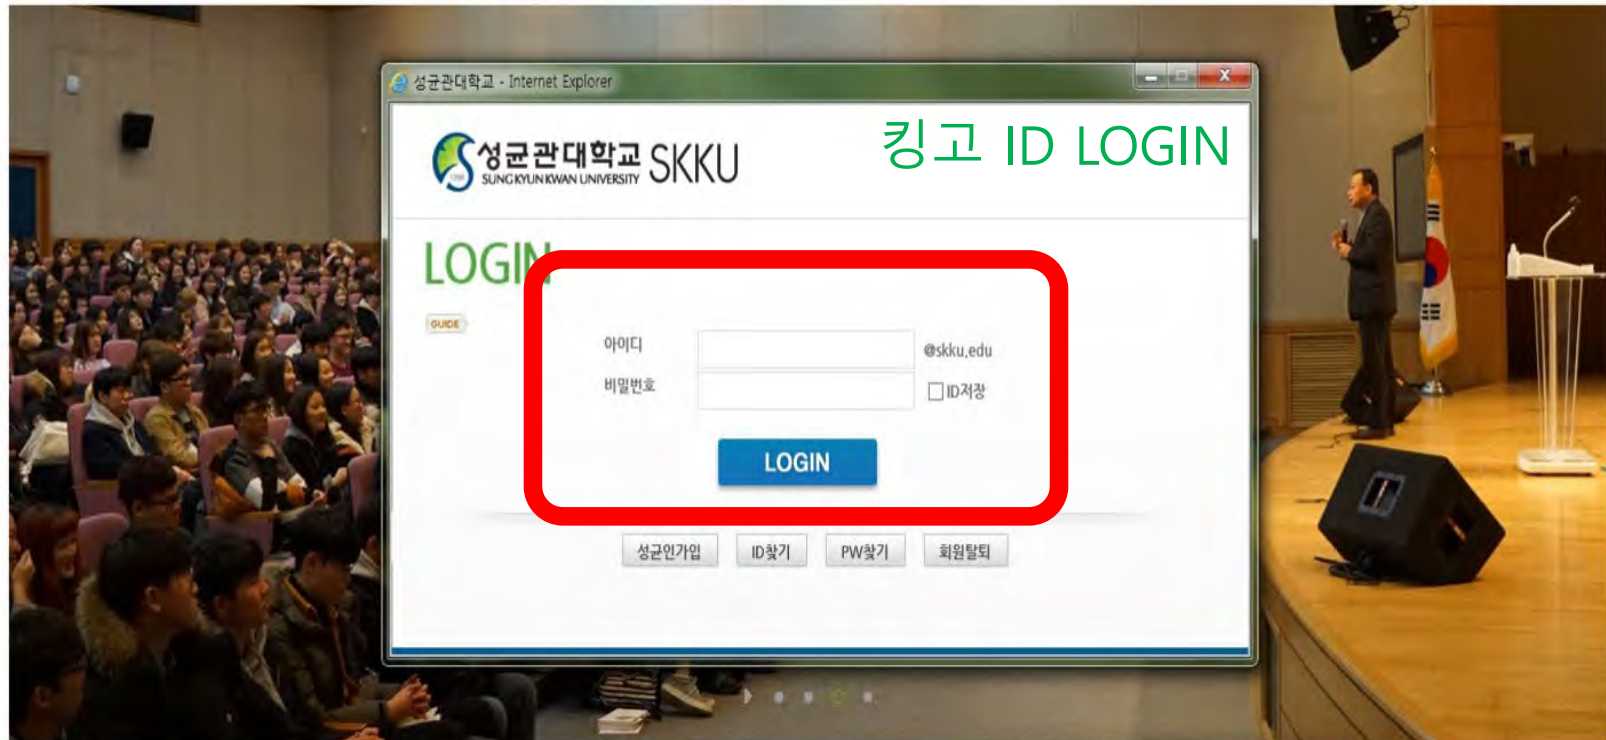 성균관대학교 - Internet Explorer
성균관대학교 SKKU
SUNGKYUNKWAN UNIVERSITY
1398
킹고 ID LOGIN
LOGIN
GUIDE
아이디 @skku.edu
비밀번호 ID저장
LOGIN
성균인가입 ID찾기 PW찾기 회원탈퇴